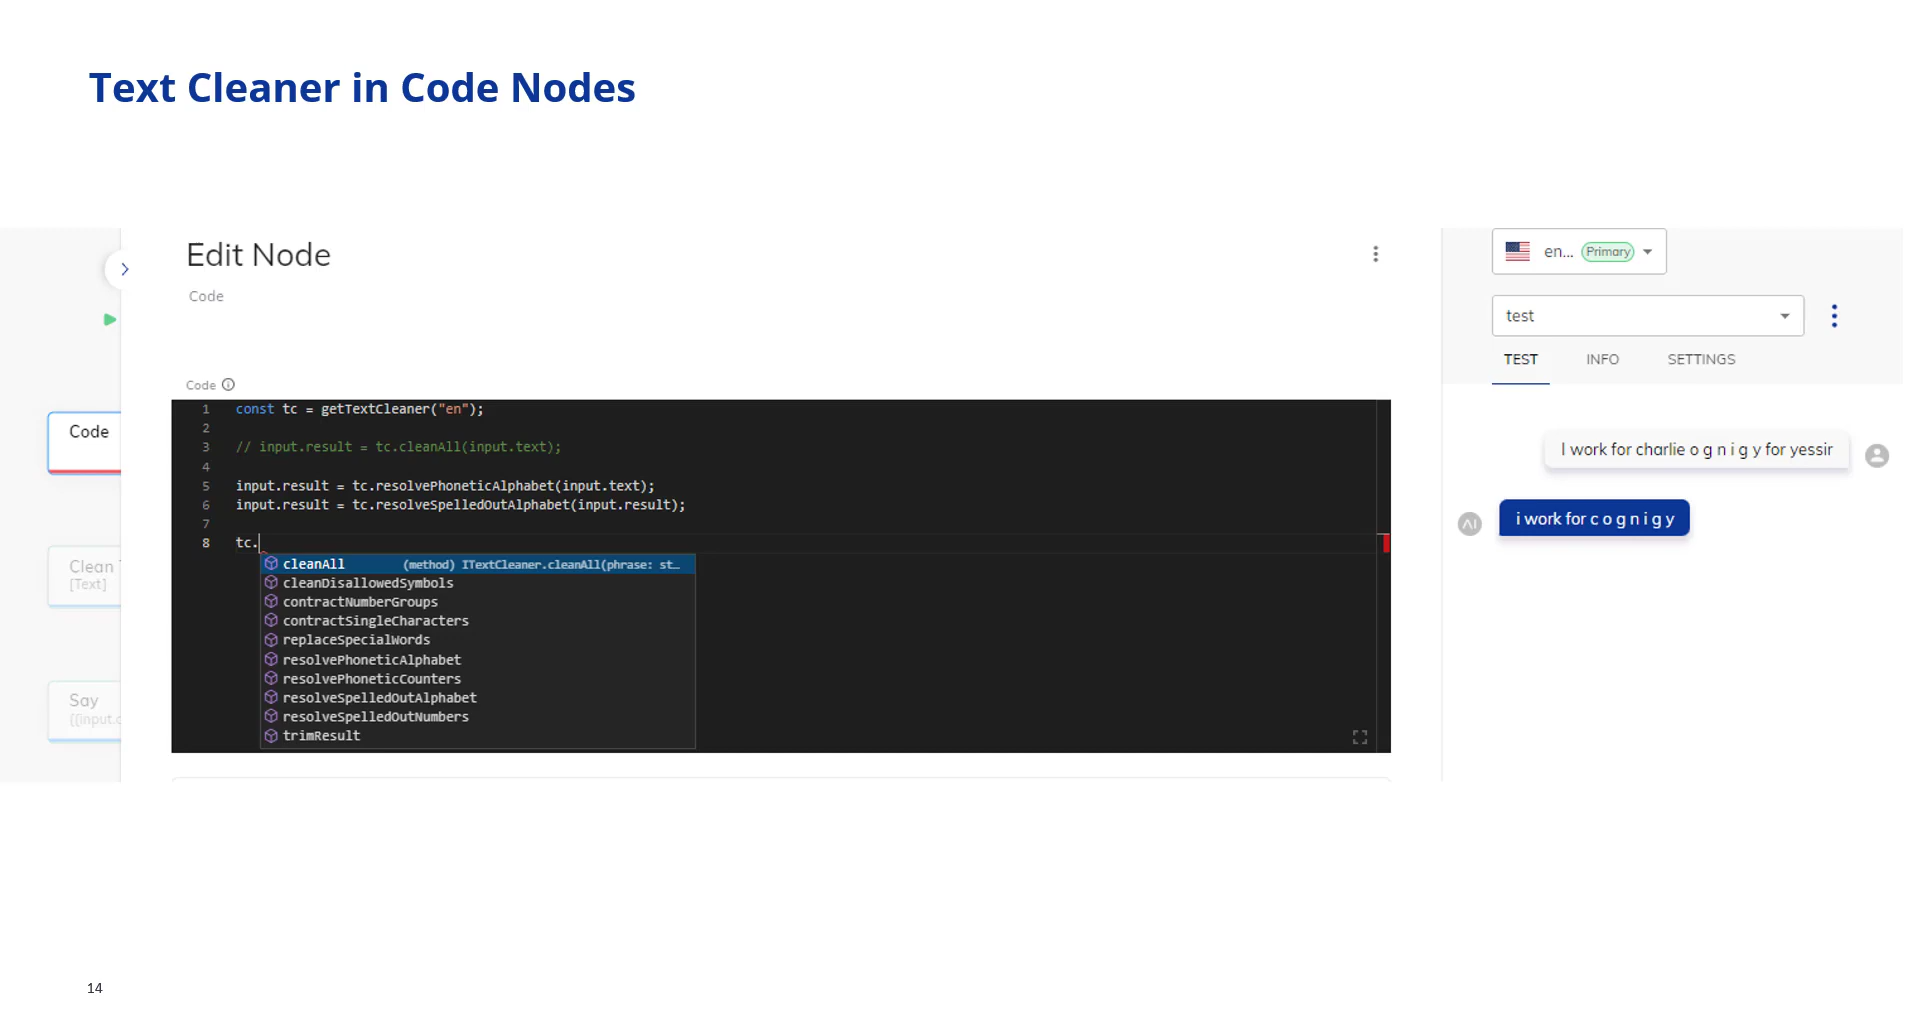 Text Cleaner in Code Nodes
Edit Node
Code
Code
1 const tc = getTextCleaner("en");
2
3 // input.result = tc.cleanAll(input.text);
4
5 input.result = tc.resolvePhoneticAlphabet(input.text);
6 input.result = tc.resolveSpelledOutAlphabet(input.result);
7
8 tc.
cleanAll (method) ITextCleaner.cleanAll(phrase: st…
cleanDisallowedSymbols
contractNumberGroups
contractSingleCharacters
replaceSpecialWords
resolvePhoneticAlphabet
resolvePhoneticCounters
resolveSpelledOutAlphabet
resolveSpelledOutNumbers
trimResult
Code
Clean
[Text]
Say
{{input.
en... Primary
test
TEST INFO SETTINGS
I work for charlie o g n i g y for yessir
AI
i work for c o g n i g y
14